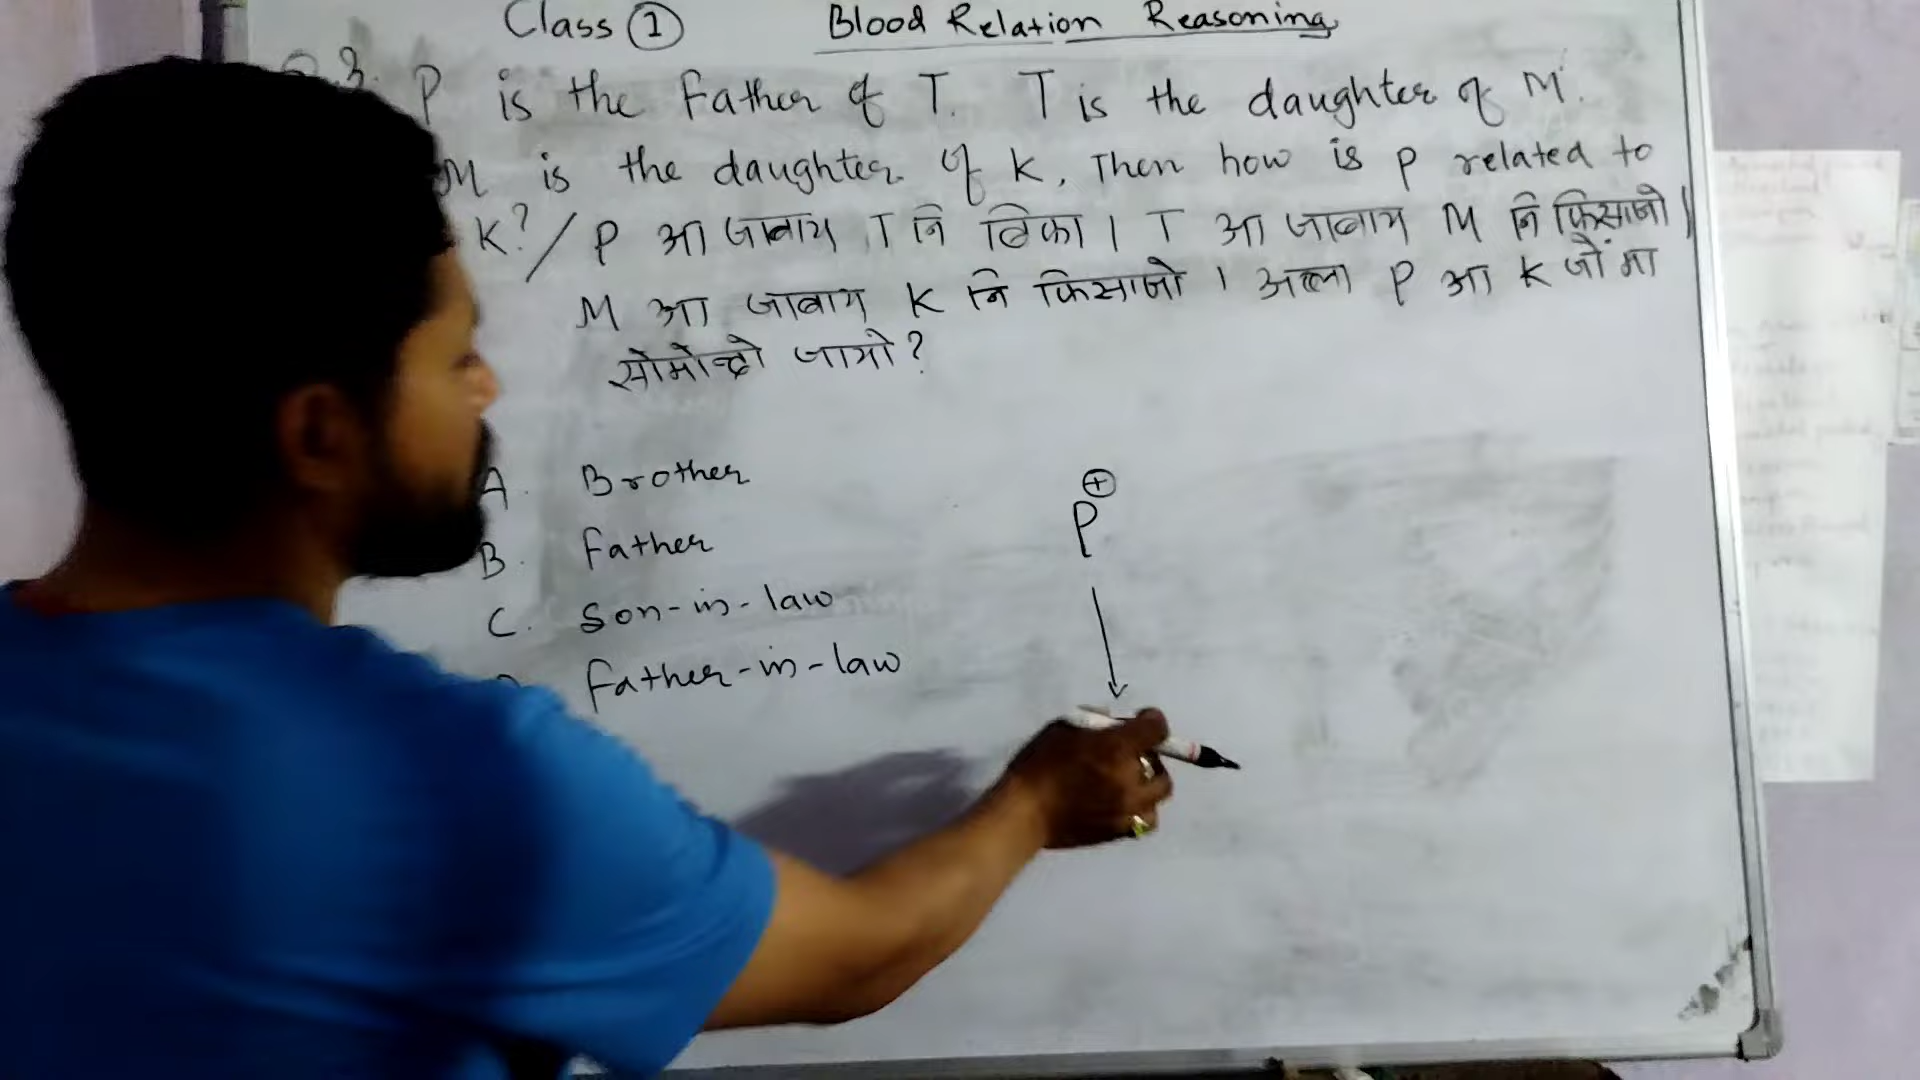 Class ① Blood Relation Reasoning
3. P is the Father of T. T is the daughter of M.
M is the daughter of K, Then how is P related to
K? / P आ जाबाय T नि बिफा। T आ जाबाय M नि फिसाजो।
M आ जाबाय K नि फिसाजो। अब्ला P आ K जों मा
सोमोन्दो जायो?
A. Brother
B. Father
C. Son-in-law
Father-in-law
⊕
P